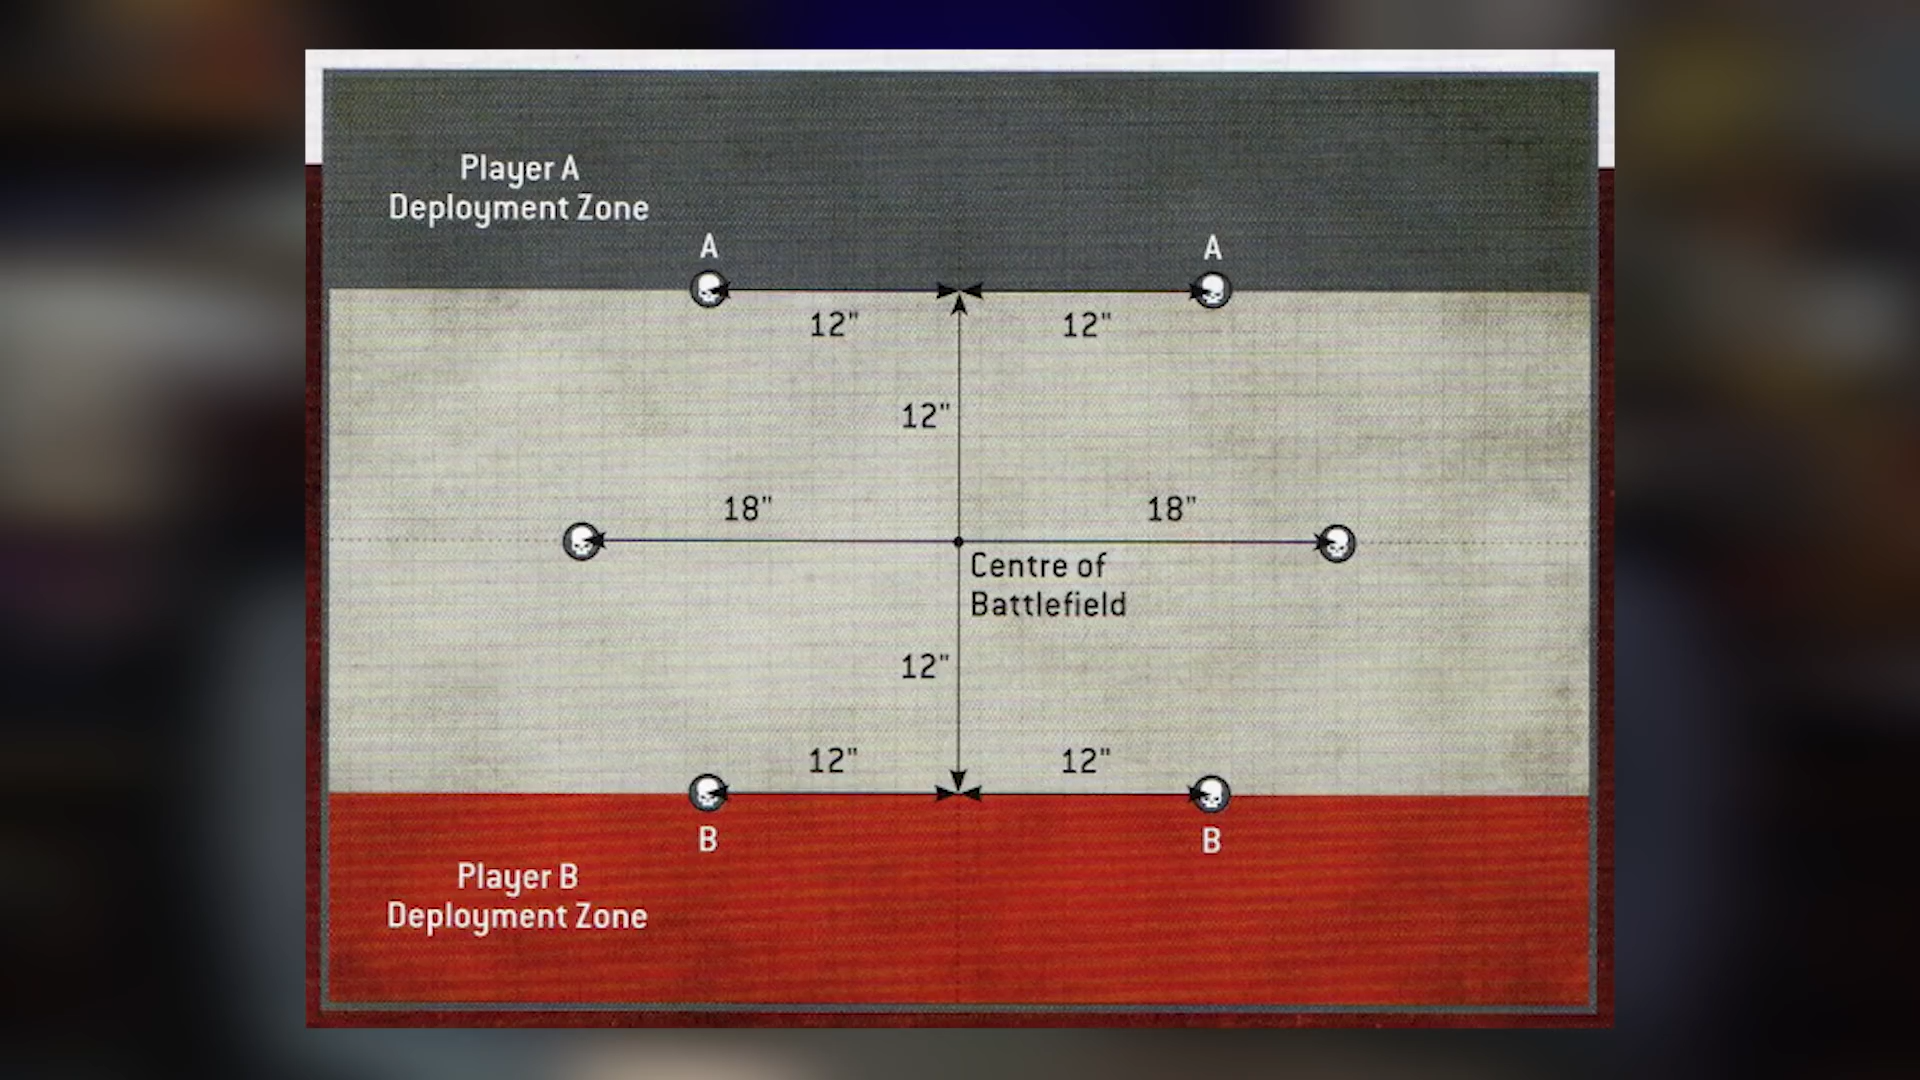 Player A
Deployment Zone
A
A
12"
12"
12"
18"
18"
Centre of
Battlefield
12"
12"
12"
B
B
Player B
Deployment Zone